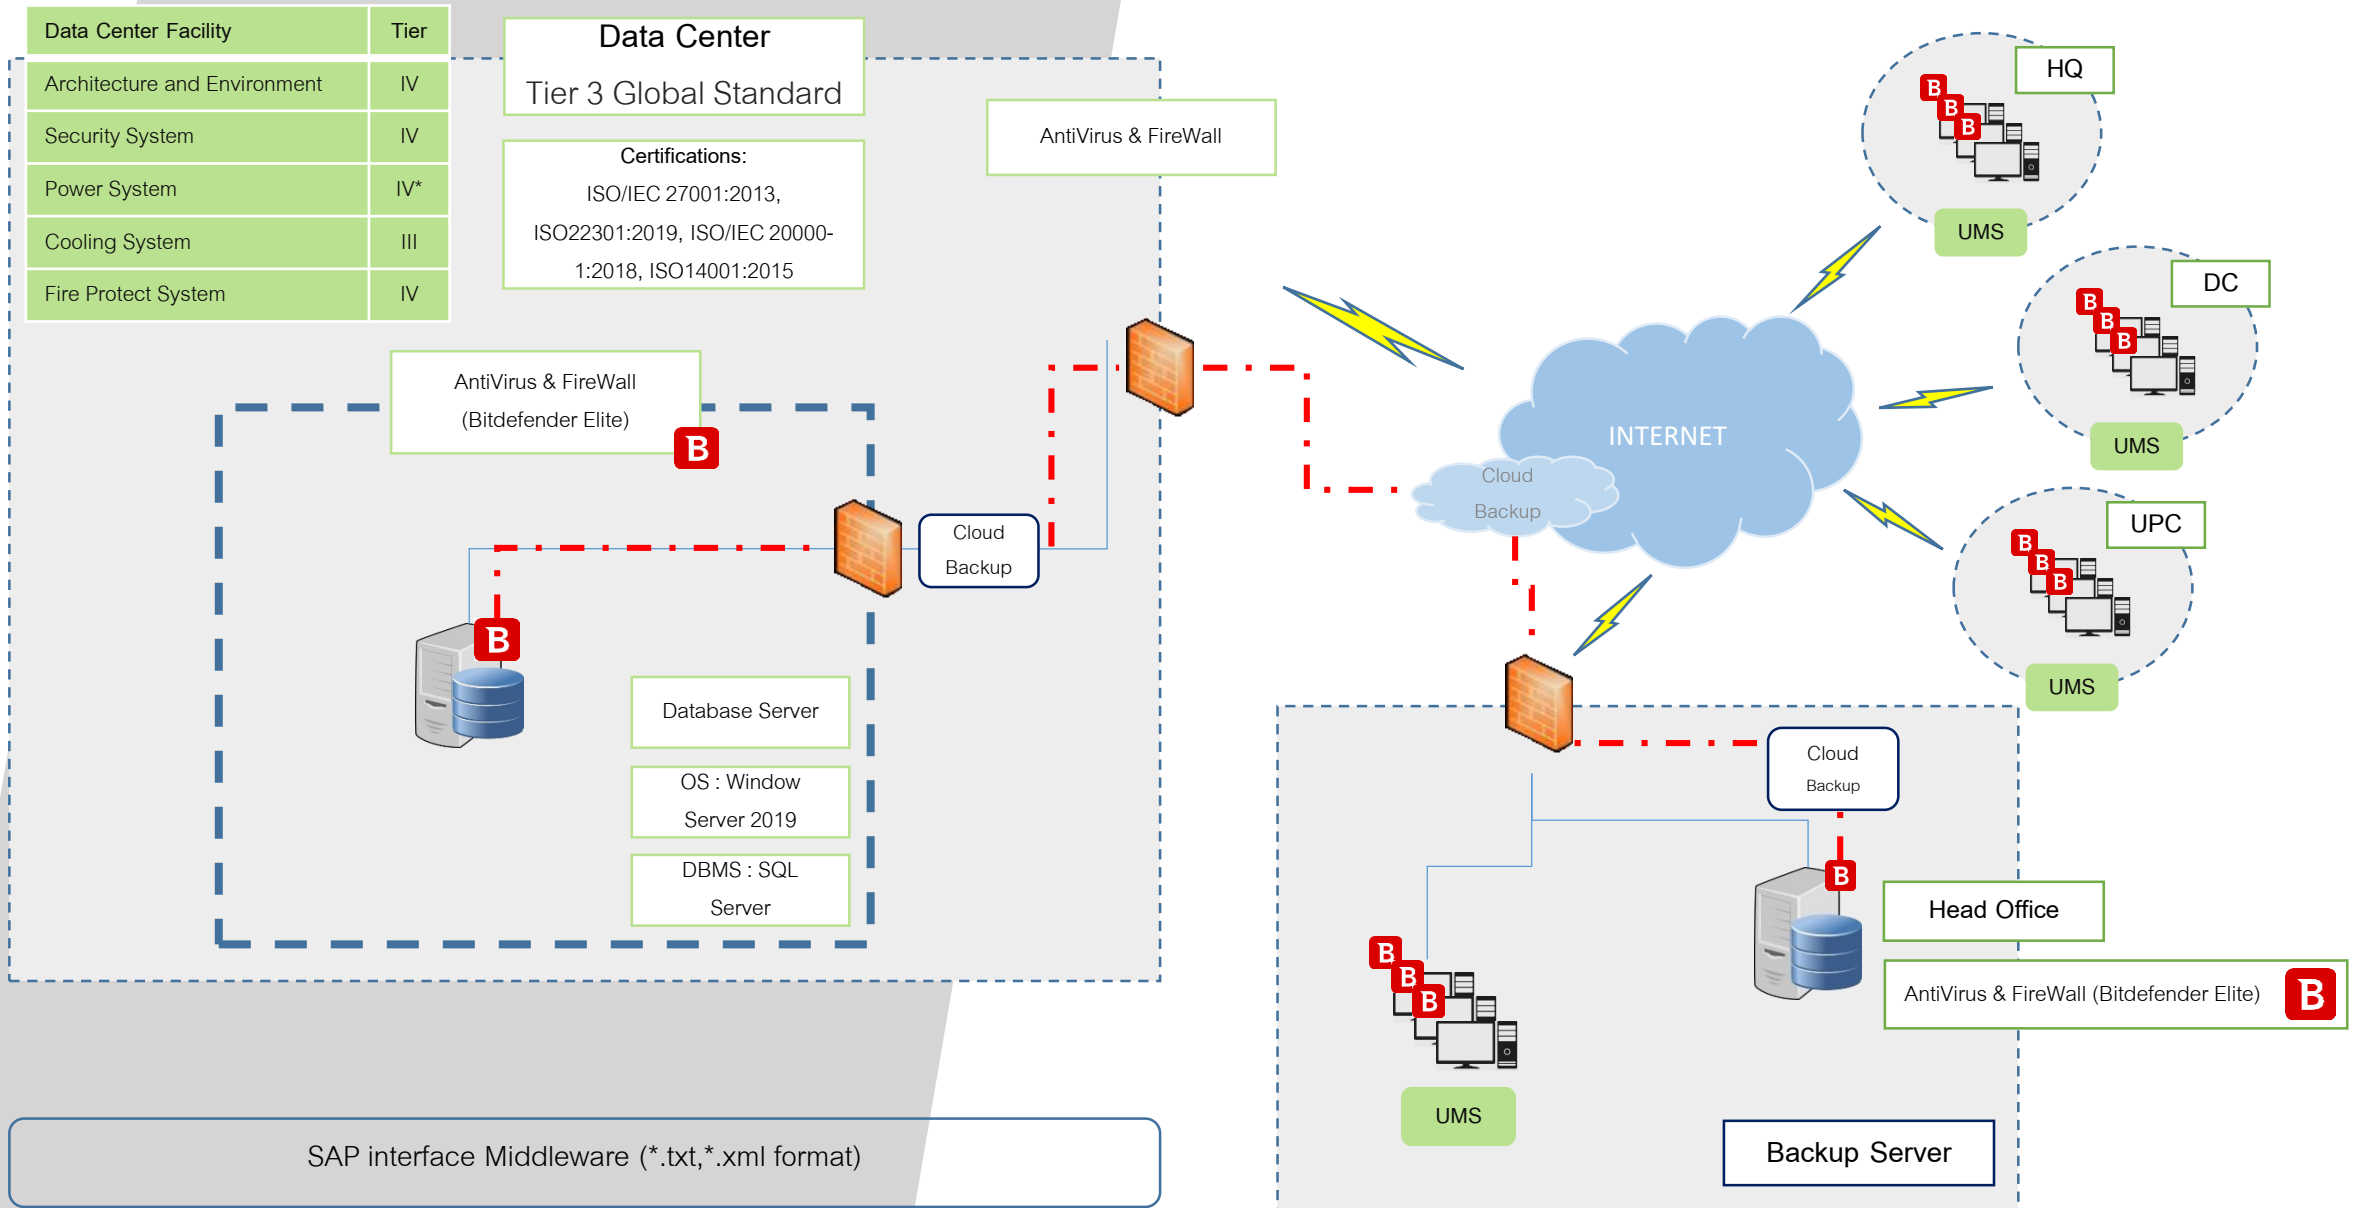 Data Center Facility Tier
Architecture and Environment IV
Security System IV
Power System IV*
Cooling System III
Fire Protect System IV
Data Center
Tier 3 Global Standard
Certifications:
ISO/IEC 27001:2013,
ISO22301:2019, ISO/IEC 20000-
1:2018, ISO14001:2015
AntiVirus & FireWall
HQ
B
B
B
UMS
DC
B
B
B
UMS
UPC
B
B
B
UMS
AntiVirus & FireWall
(Bitdefender Elite)
B
INTERNET
Cloud
Backup
Cloud
Backup
B
Database Server
OS : Window
Server 2019
DBMS : SQL
Server
Cloud
Backup
B
Head Office
AntiVirus & FireWall (Bitdefender Elite)
B
B
B
B
UMS
Backup Server
SAP interface Middleware (*.txt,*.xml format)